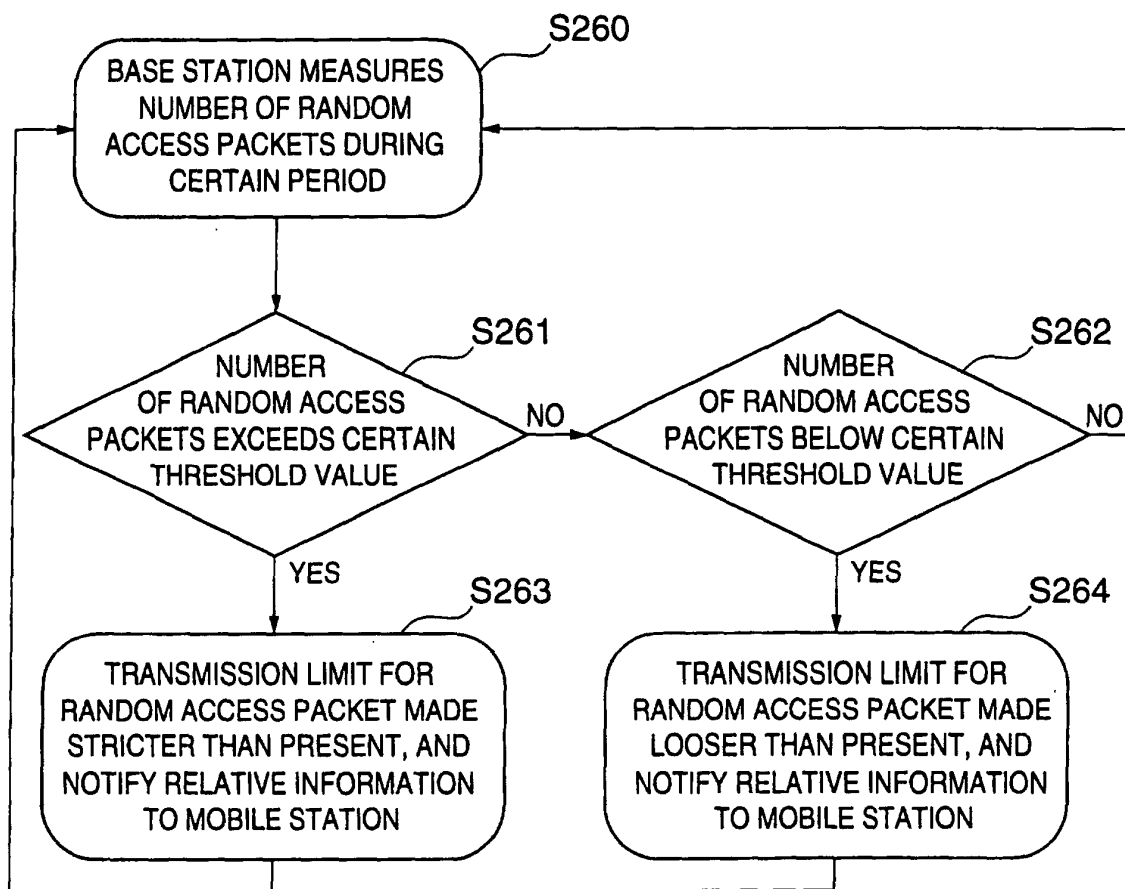 S260
BASE STATION MEASURES
NUMBER OF RANDOM
ACCESS PACKETS DURING
CERTAIN PERIOD
S261
NUMBER
OF RANDOM ACCESS
PACKETS EXCEEDS CERTAIN
THRESHOLD VALUE
NO
YES
S262
NUMBER
OF RANDOM ACCESS
PACKETS BELOW CERTAIN
THRESHOLD VALUE
NO
YES
S263
TRANSMISSION LIMIT FOR
RANDOM ACCESS PACKET MADE
STRICTER THAN PRESENT, AND
NOTIFY RELATIVE INFORMATION
TO MOBILE STATION
S264
TRANSMISSION LIMIT FOR
RANDOM ACCESS PACKET MADE
LOOSER THAN PRESENT, AND
NOTIFY RELATIVE INFORMATION
TO MOBILE STATION